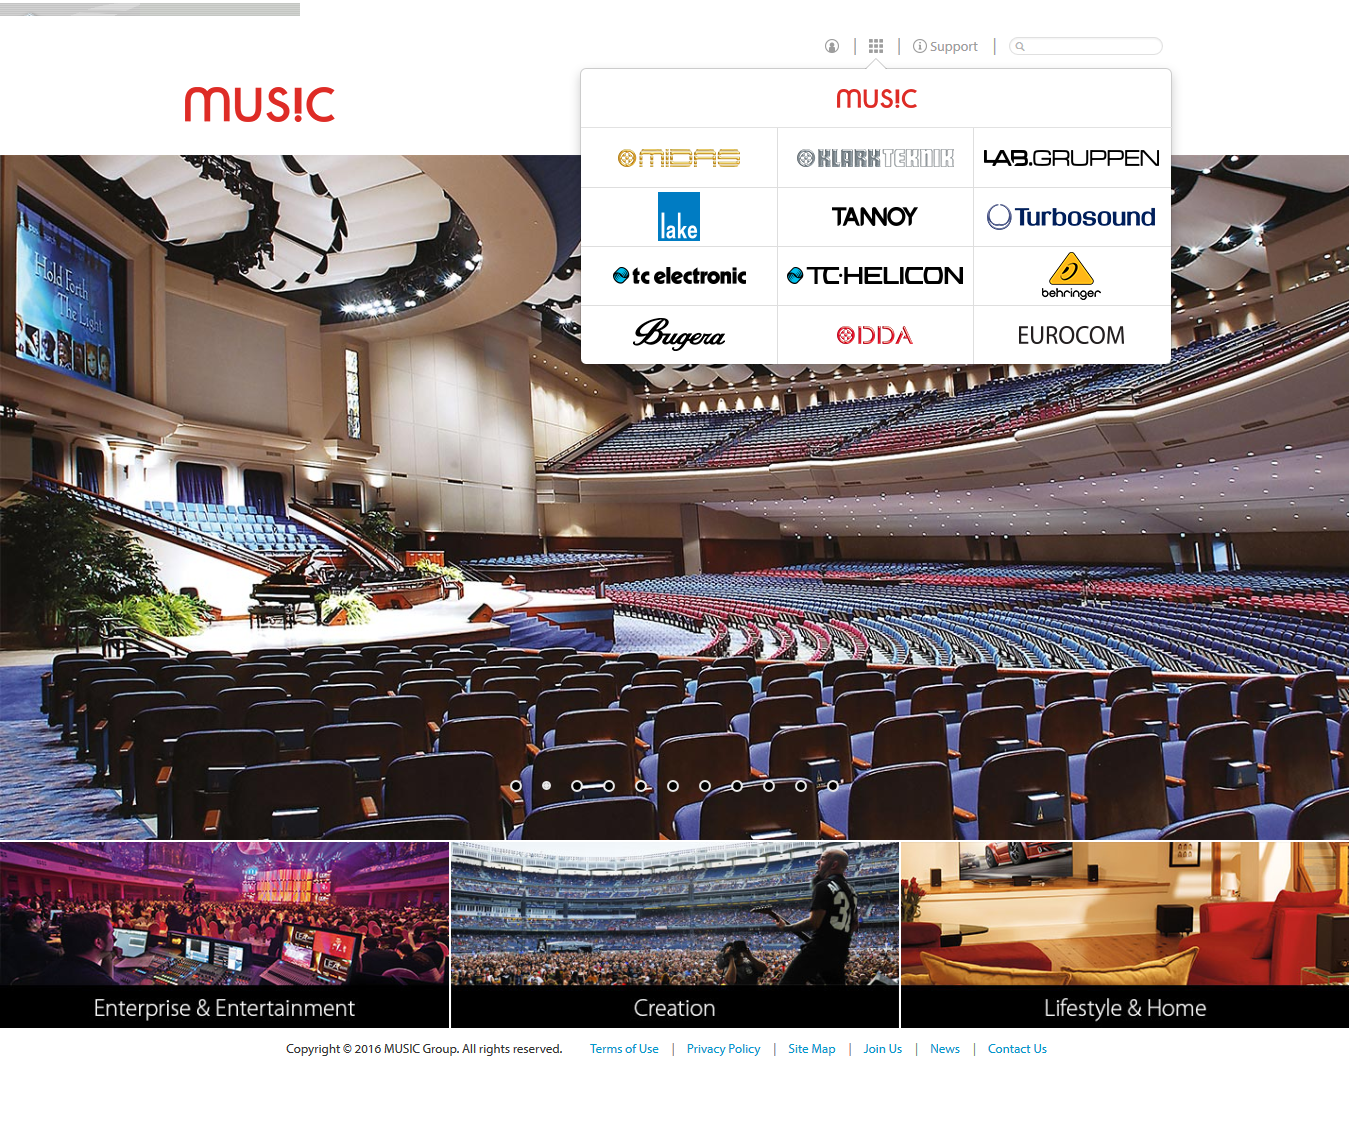 Support
MUS!C
MUS!C
MIDAS
KLARK TEKNIK
LAB.GRUPPEN
lake
TANNOY
Turbosound
tc electronic
TC·HELICON
behringer
Bugera
DDA
EUROCOM
Hold Forth
The Light
Enterprise & Entertainment
Creation
Lifestyle & Home
Copyright © 2016 MUSIC Group. All rights reserved.
Terms of Use | Privacy Policy | Site Map | Join Us | News | Contact Us